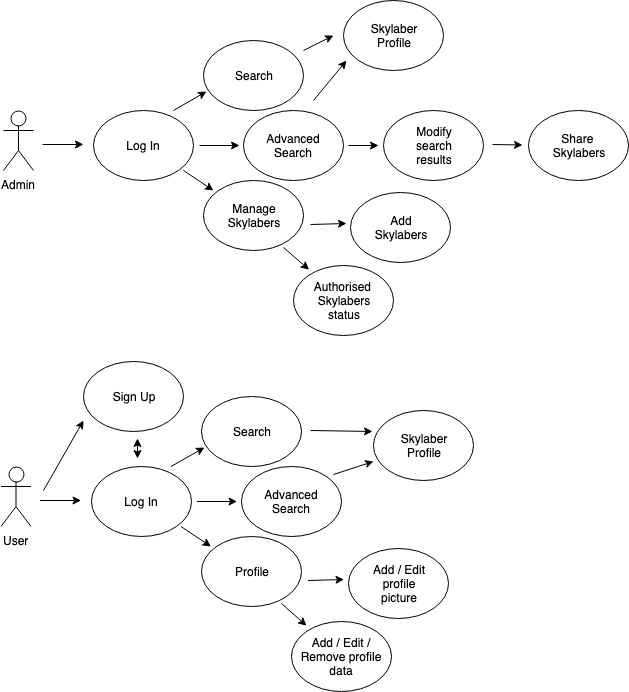 Skylaber
Profile
Search
Log In
Advanced
Search
Modify
search
results
Share
Skylabers
Admin
Manage
Skylabers
Add
Skylabers
Authorised
Skylabers
status
Sign Up
Search
Skylaber
Profile
Log In
Advanced
Search
User
Profile
Add / Edit
profile
picture
Add / Edit /
Remove profile
data